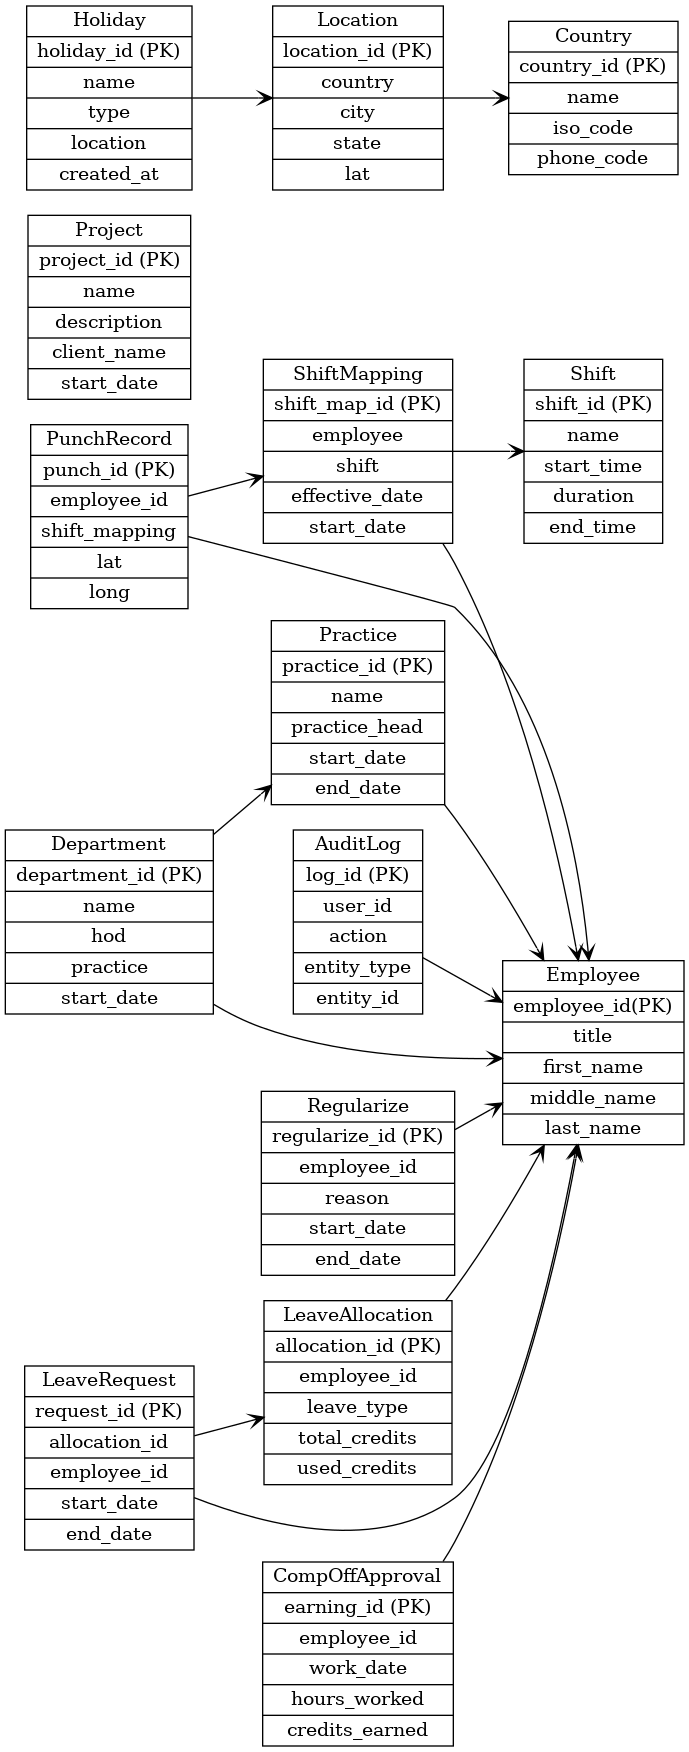 Holiday
holiday_id (PK)
name
type
location
created_at
Location
location_id (PK)
country
city
state
lat
Country
country_id (PK)
name
iso_code
phone_code
Project
project_id (PK)
name
description
client_name
start_date
PunchRecord
punch_id (PK)
employee_id
shift_mapping
lat
long
ShiftMapping
shift_map_id (PK)
employee
shift
effective_date
start_date
Shift
shift_id (PK)
name
start_time
duration
end_time
Practice
practice_id (PK)
name
practice_head
start_date
end_date
Department
department_id (PK)
name
hod
practice
start_date
AuditLog
log_id (PK)
user_id
action
entity_type
entity_id
Employee
employee_id(PK)
title
first_name
middle_name
last_name
Regularize
regularize_id (PK)
employee_id
reason
start_date
end_date
LeaveAllocation
allocation_id (PK)
employee_id
leave_type
total_credits
used_credits
LeaveRequest
request_id (PK)
allocation_id
employee_id
start_date
end_date
CompOffApproval
earning_id (PK)
employee_id
work_date
hours_worked
credits_earned